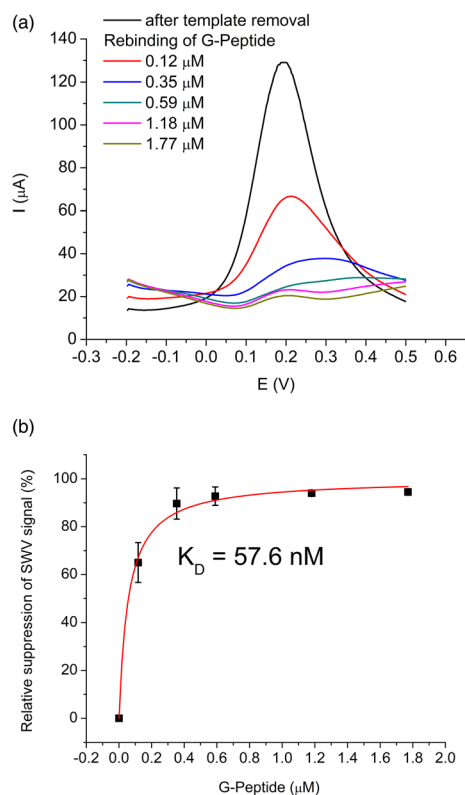 (a)
after template removal
Rebinding of G-Peptide
0.12 μM
0.35 μM
0.59 μM
1.18 μM
1.77 μM
140
120
100
80
60
40
20
0
I (μA)
-0.3 -0.2 -0.1 0.0 0.1 0.2 0.3 0.4 0.5 0.6
E (V)
(b)
100
80
60
40
20
0
Relative suppression of SWV signal (%)
K_D = 57.6 nM
-0.2 0.0 0.2 0.4 0.6 0.8 1.0 1.2 1.4 1.6 1.8 2.0
G-Peptide (μM)